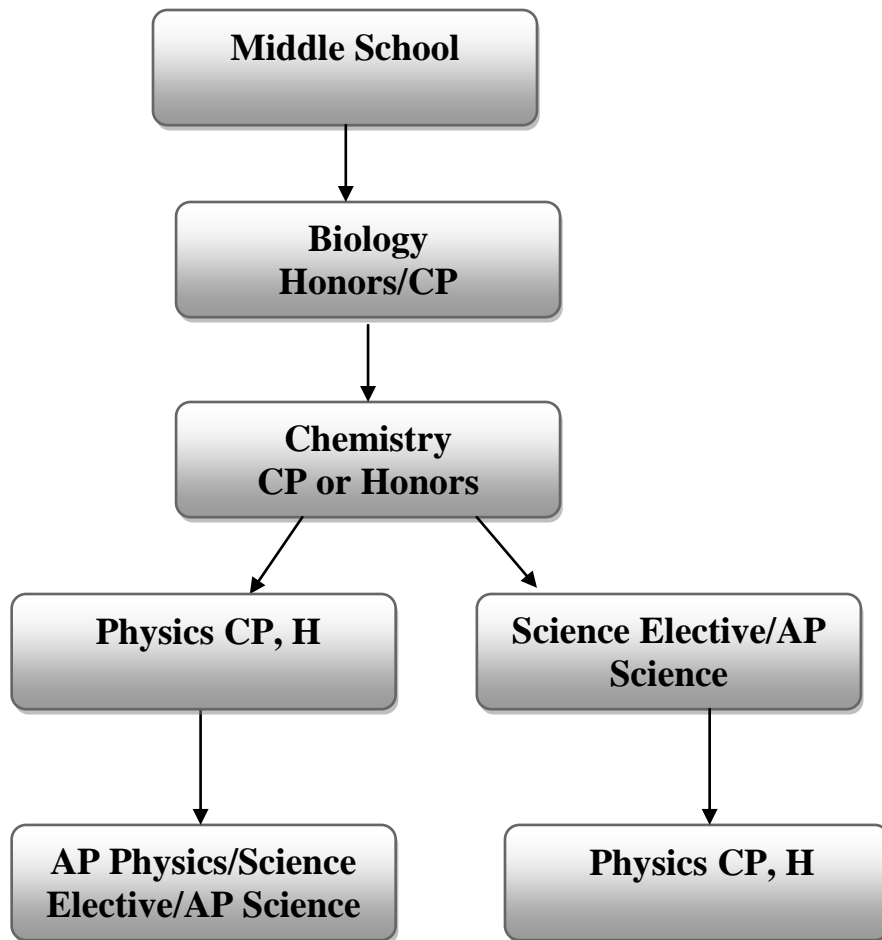 Middle School
Biology
Honors/CP
Chemistry
CP or Honors
Physics CP, H
Science Elective/AP
Science
AP Physics/Science
Elective/AP Science
Physics CP, H